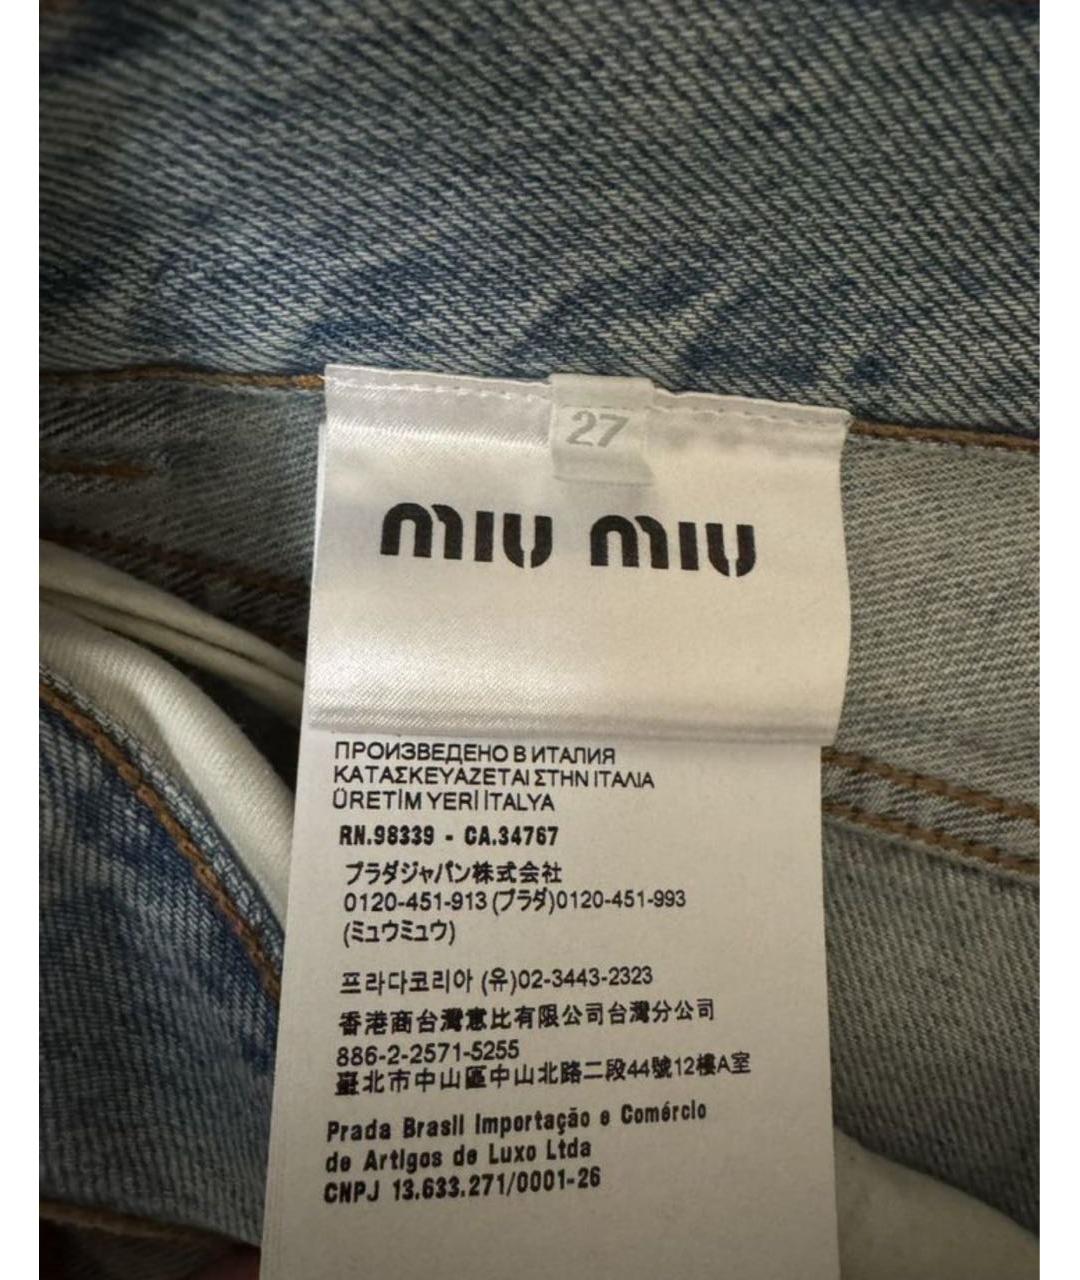 27
MIU MIU
ПРОИЗВЕДЕНО В ИТАЛИЯ
ΚΑΤΑΣΚΕΥΑΖΕΤΑΙ ΣΤΗΝ ΙΤΑΛΙΑ
ÜRETİM YERİ İTALYA
RN.98339 - CA.34767
プラダジャパン株式会社
0120-451-913 (プラダ)0120-451-993
(ミュウミュウ)
프라다코리아 (유)02-3443-2323
香港商台灣惠比有限公司台灣分公司
886-2-2571-5255
臺北市中山區中山北路二段44號12樓A室
Prada Brasil Importação e Comércio
de Artigos de Luxo Ltda
CNPJ 13.633.271/0001-26